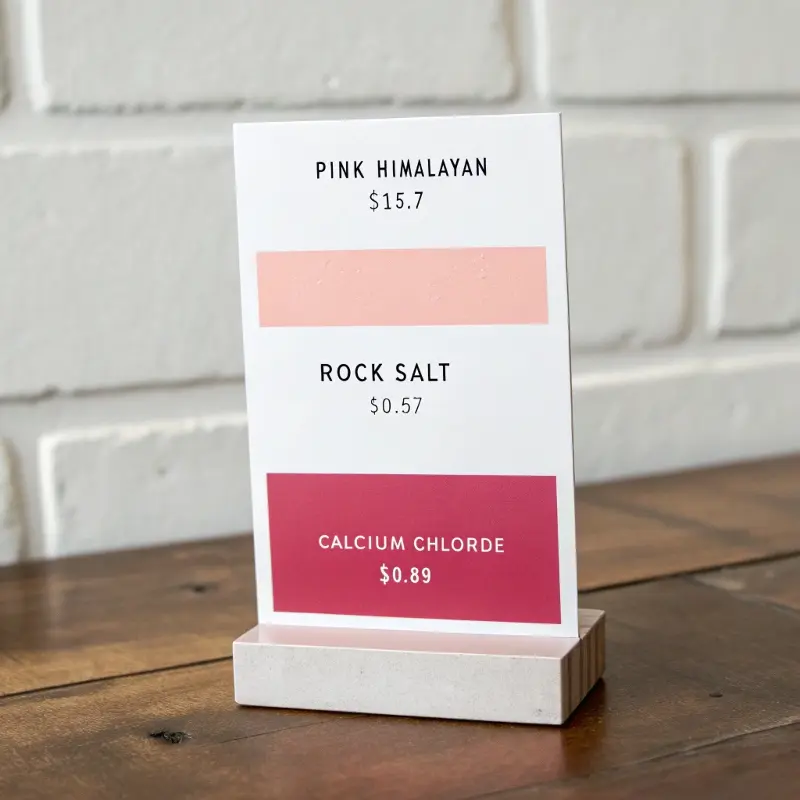 PINK HIMALAYAN
$15.7
ROCK SALT
$0.57
CALCIUM CHLORDE
$0.89